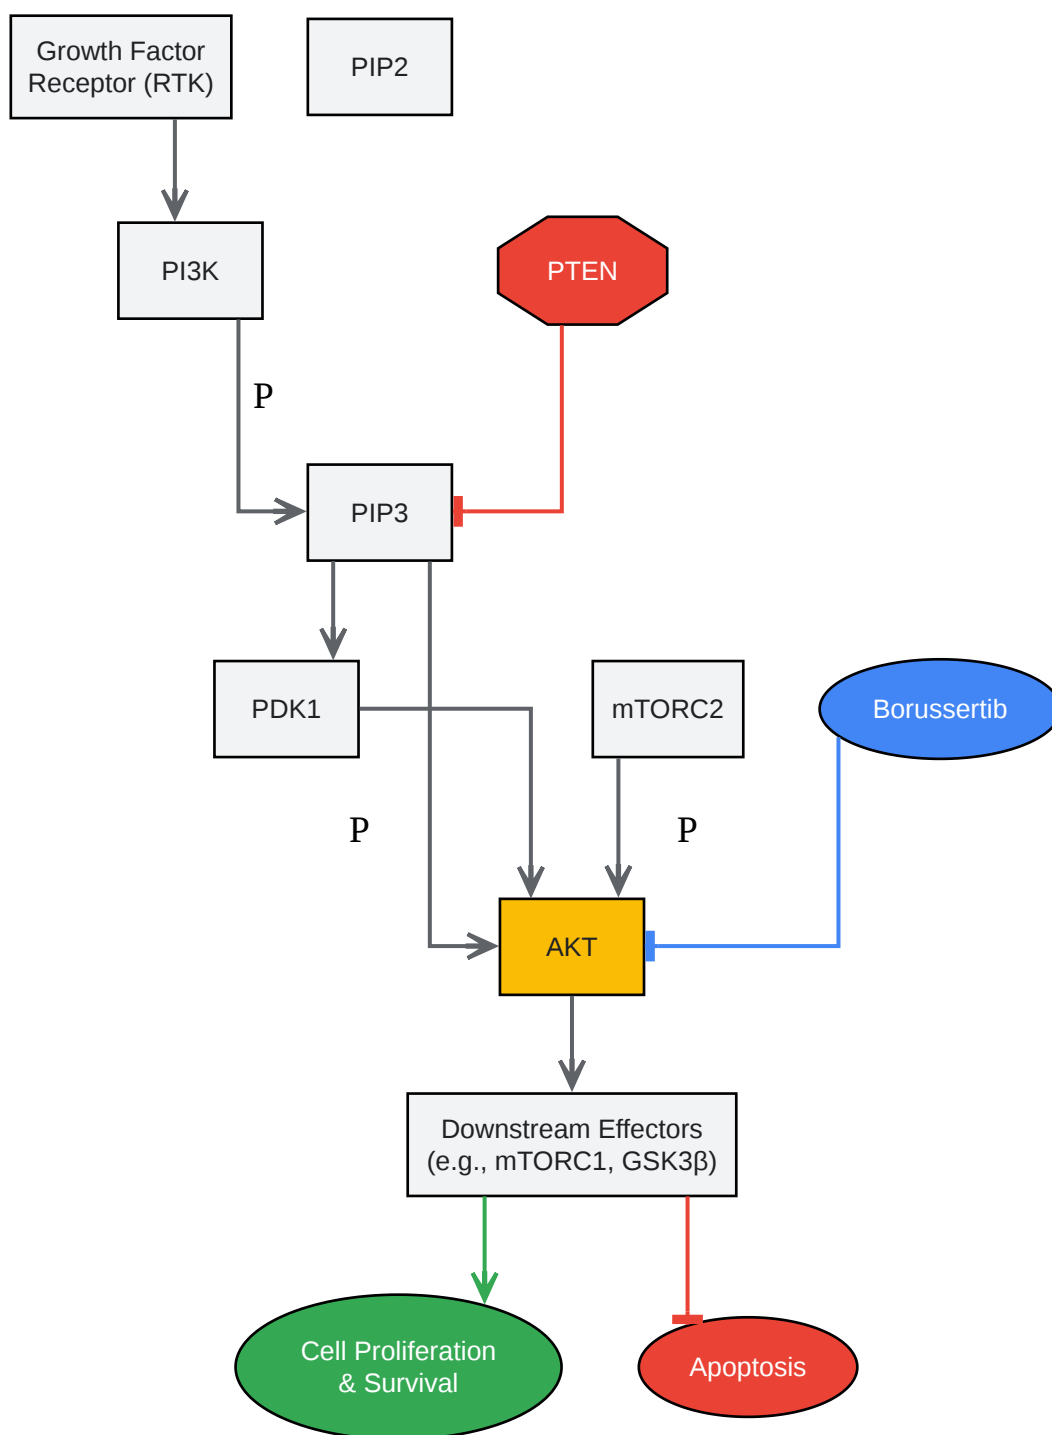 Growth Factor
Receptor (RTK)
PIP2
PI3K
PTEN
P
PIP3
PDK1
mTORC2
Borussertib
P
P
AKT
Downstream Effectors
(e.g., mTORC1, GSK3β)
Cell Proliferation
& Survival
Apoptosis